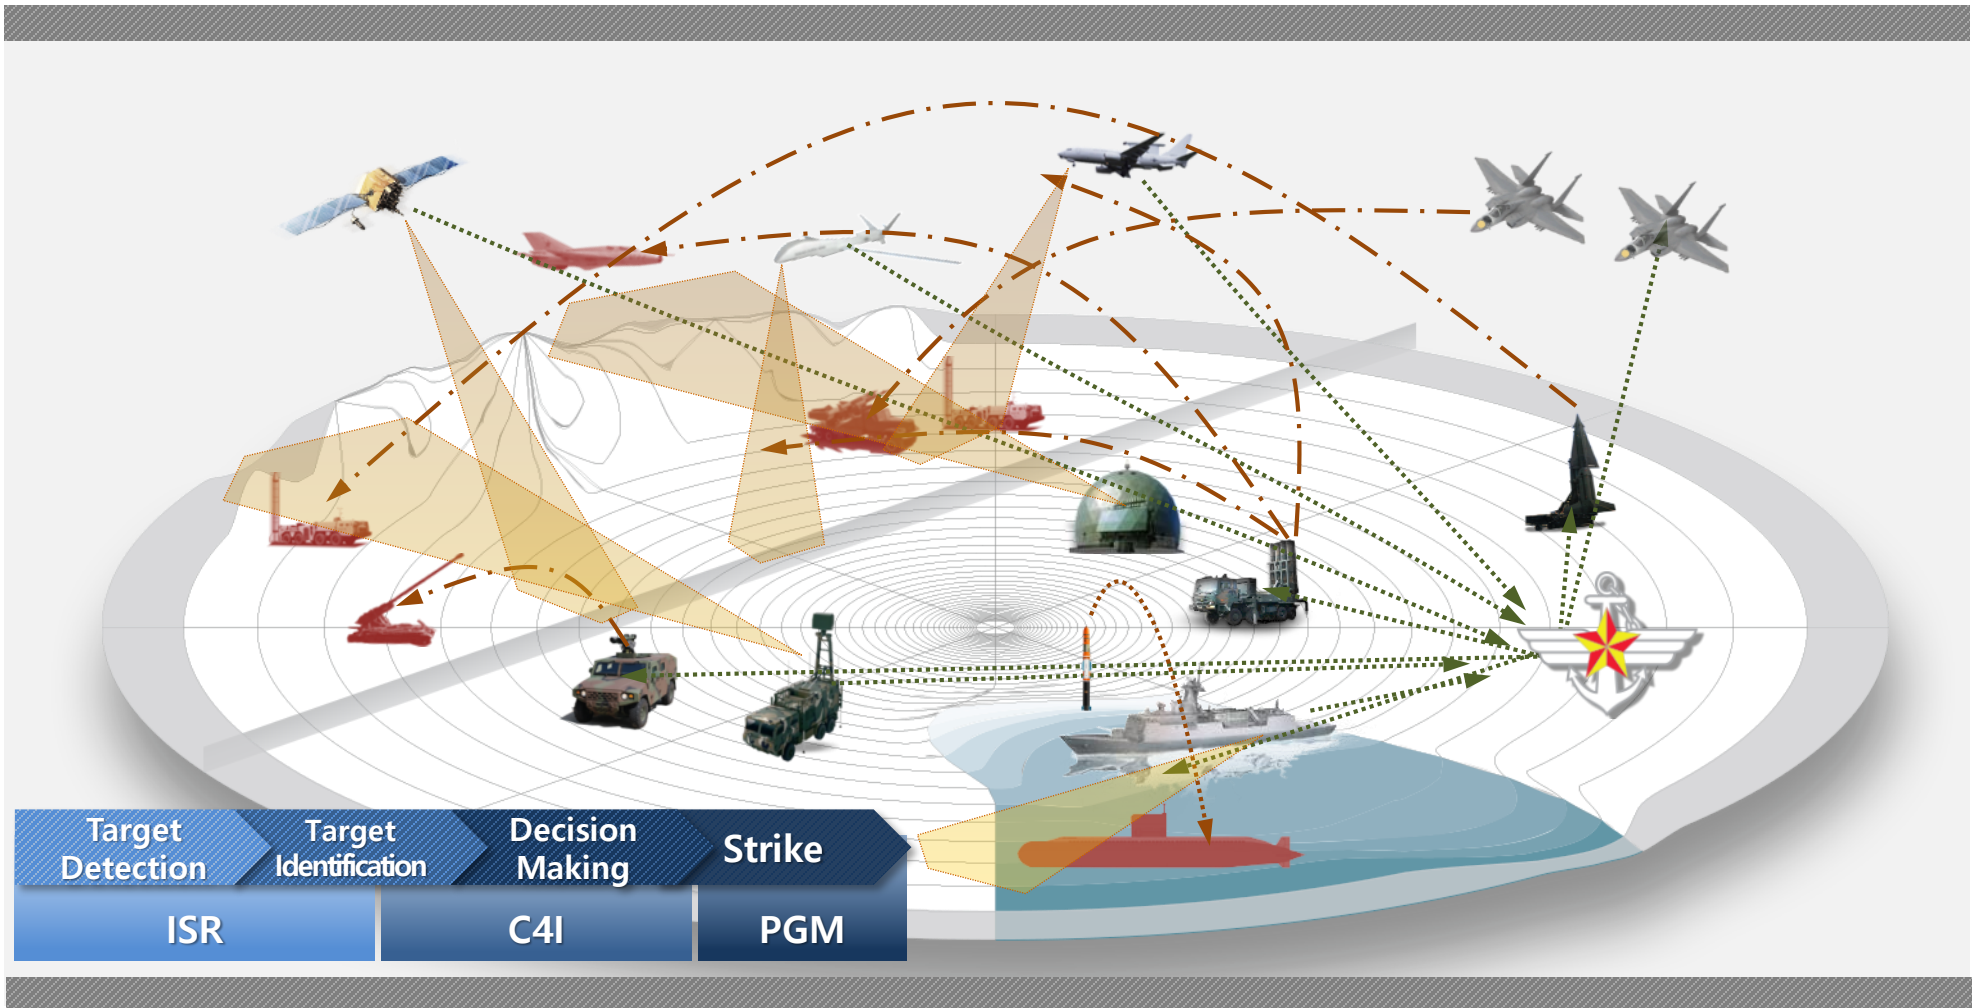 Target
Detection
Target
Identification
Decision
Making
Strike
ISR
C4I
PGM